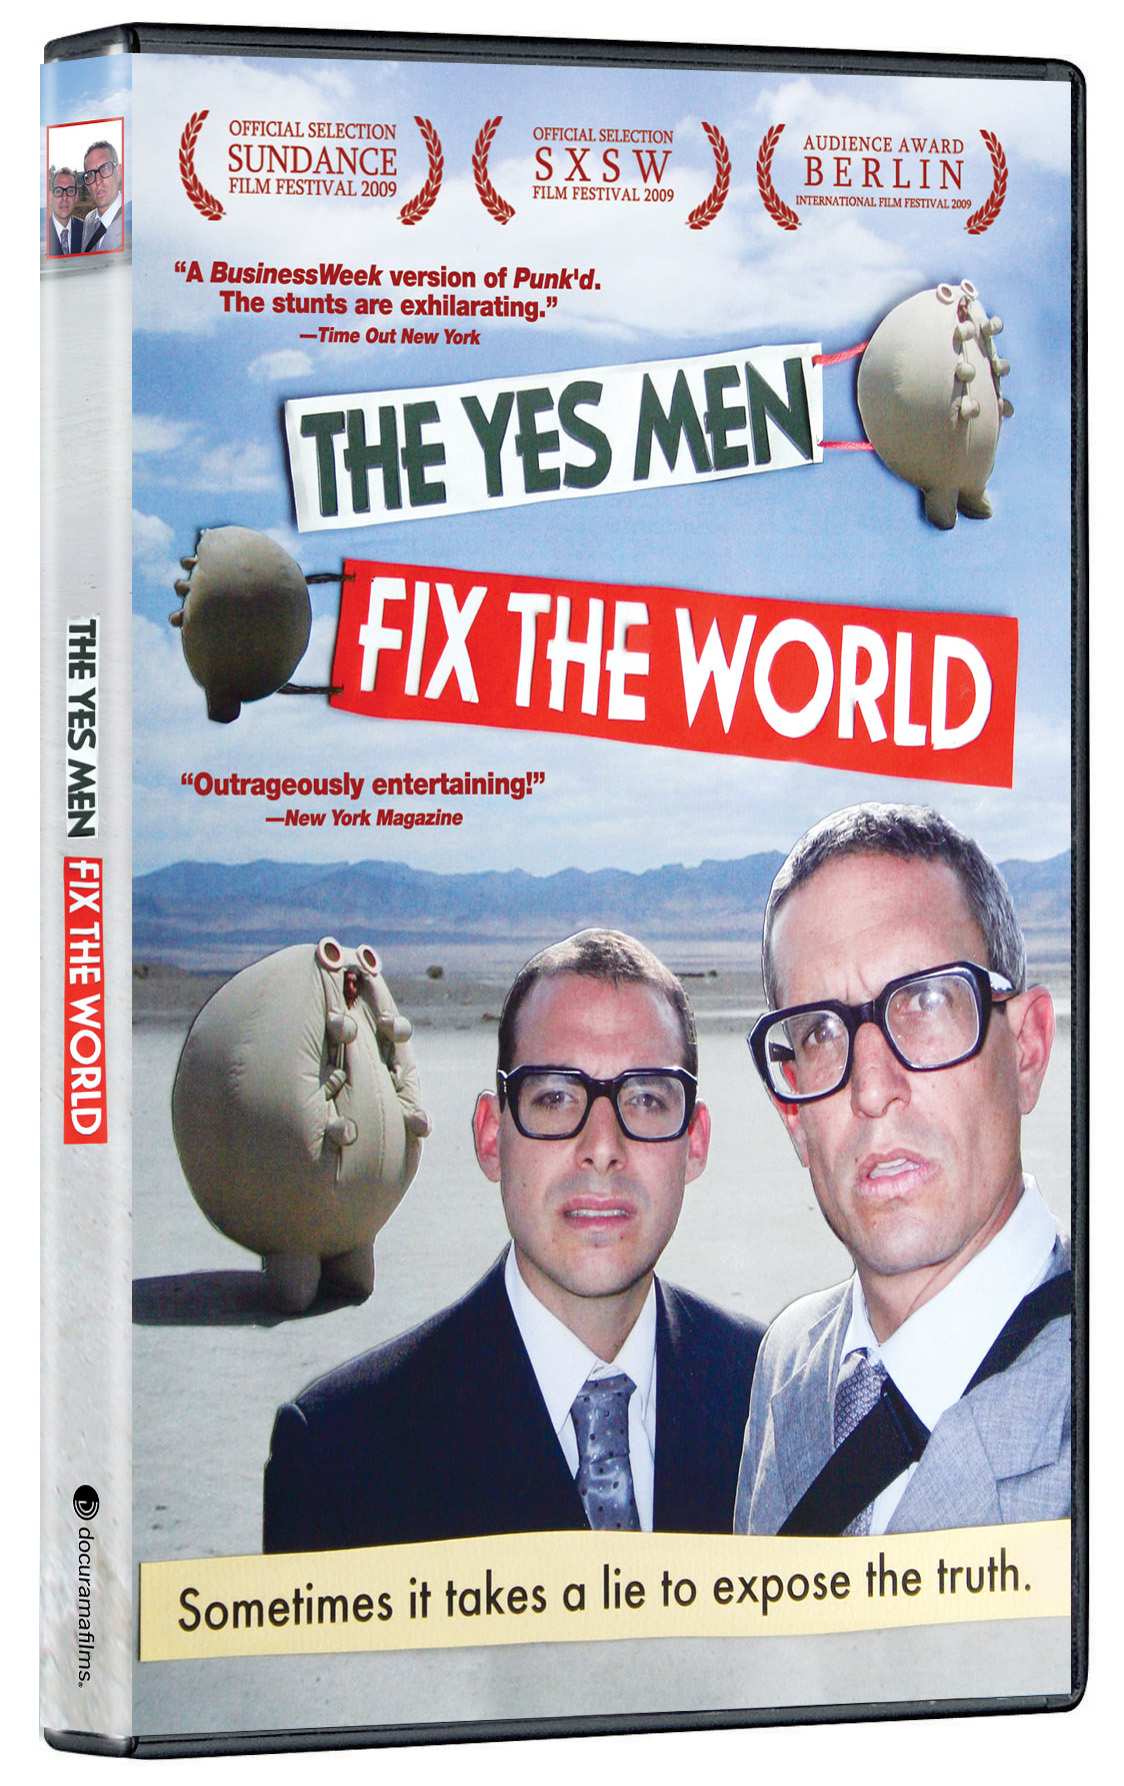 OFFICIAL SELECTION
SUNDANCE
FILM FESTIVAL 2009
OFFICIAL SELECTION
SXSW
FILM FESTIVAL 2009
AUDIENCE AWARD
BERLIN
INTERNATIONAL FILM FESTIVAL 2009
“A BusinessWeek version of Punk'd.
The stunts are exhilarating.”
—Time Out New York
THE YES MEN
FIX THE WORLD
“Outrageously entertaining!”
—New York Magazine
Sometimes it takes a lie to expose the truth.
THE YES MEN FIX THE WORLD
docuramafilms®